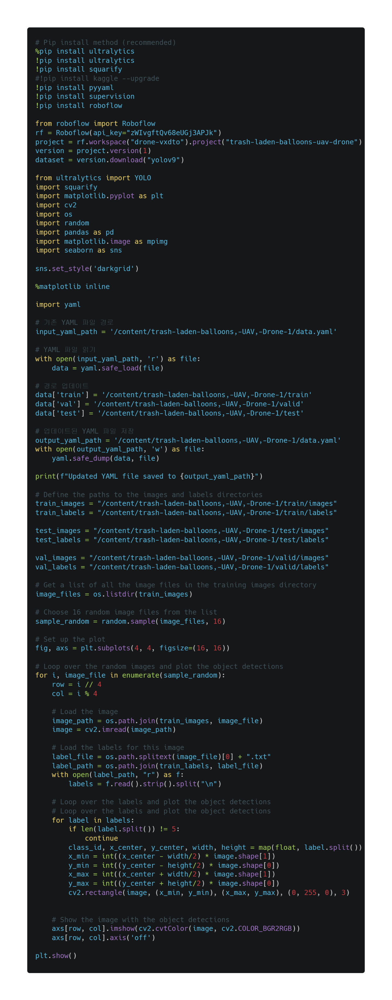 # Pip install method (recommended)
%pip install ultralytics
!pip install ultralytics
!pip install squarify
#!pip install kaggle --upgrade
!pip install pyyaml
!pip install supervision
!pip install roboflow

from roboflow import Roboflow
rf = Roboflow(api_key="zWIvgftQv68eUGj3APJk")
project = rf.workspace("drone-vxdto").project("trash-laden-balloons-uav-drone")
version = project.version(1)
dataset = version.download("yolov9")

from ultralytics import YOLO
import squarify
import matplotlib.pyplot as plt
import cv2
import os
import random
import pandas as pd
import matplotlib.image as mpimg
import seaborn as sns

sns.set_style('darkgrid')

%matplotlib inline

import yaml

# 기존 YAML 파일 경로
input_yaml_path = '/content/trash-laden-balloons,-UAV,-Drone-1/data.yaml'

# YAML 파일 읽기
with open(input_yaml_path, 'r') as file:
    data = yaml.safe_load(file)

# 경로 업데이트
data['train'] = '/content/trash-laden-balloons,-UAV,-Drone-1/train'
data['val'] = '/content/trash-laden-balloons,-UAV,-Drone-1/valid'
data['test'] = '/content/trash-laden-balloons,-UAV,-Drone-1/test'

# 업데이트된 YAML 파일 저장
output_yaml_path = '/content/trash-laden-balloons,-UAV,-Drone-1/data.yaml'
with open(output_yaml_path, 'w') as file:
    yaml.safe_dump(data, file)

print(f"Updated YAML file saved to {output_yaml_path}")

# Define the paths to the images and labels directories
train_images = "/content/trash-laden-balloons,-UAV,-Drone-1/train/images"
train_labels = "/content/trash-laden-balloons,-UAV,-Drone-1/train/labels"

test_images = "/content/trash-laden-balloons,-UAV,-Drone-1/test/images"
test_labels = "/content/trash-laden-balloons,-UAV,-Drone-1/test/labels"

val_images = "/content/trash-laden-balloons,-UAV,-Drone-1/valid/images"
val_labels = "/content/trash-laden-balloons,-UAV,-Drone-1/valid/labels"

# Get a list of all the image files in the training images directory
image_files = os.listdir(train_images)

# Choose 16 random image files from the list
sample_random = random.sample(image_files, 16)

# Set up the plot
fig, axs = plt.subplots(4, 4, figsize=(16, 16))

# Loop over the random images and plot the object detections
for i, image_file in enumerate(sample_random):
    row = i // 4
    col = i % 4

    # Load the image
    image_path = os.path.join(train_images, image_file)
    image = cv2.imread(image_path)

    # Load the labels for this image
    label_file = os.path.splitext(image_file)[0] + ".txt"
    label_path = os.path.join(train_labels, label_file)
    with open(label_path, "r") as f:
        labels = f.read().strip().split("\n")

    # Loop over the labels and plot the object detections
    # Loop over the labels and plot the object detections
    for label in labels:
        if len(label.split()) != 5:
            continue
        class_id, x_center, y_center, width, height = map(float, label.split())
        x_min = int((x_center - width/2) * image.shape[1])
        y_min = int((y_center - height/2) * image.shape[0])
        x_max = int((x_center + width/2) * image.shape[1])
        y_max = int((y_center + height/2) * image.shape[0])
        cv2.rectangle(image, (x_min, y_min), (x_max, y_max), (0, 255, 0), 3)


    # Show the image with the object detections
    axs[row, col].imshow(cv2.cvtColor(image, cv2.COLOR_BGR2RGB))
    axs[row, col].axis('off')

plt.show()